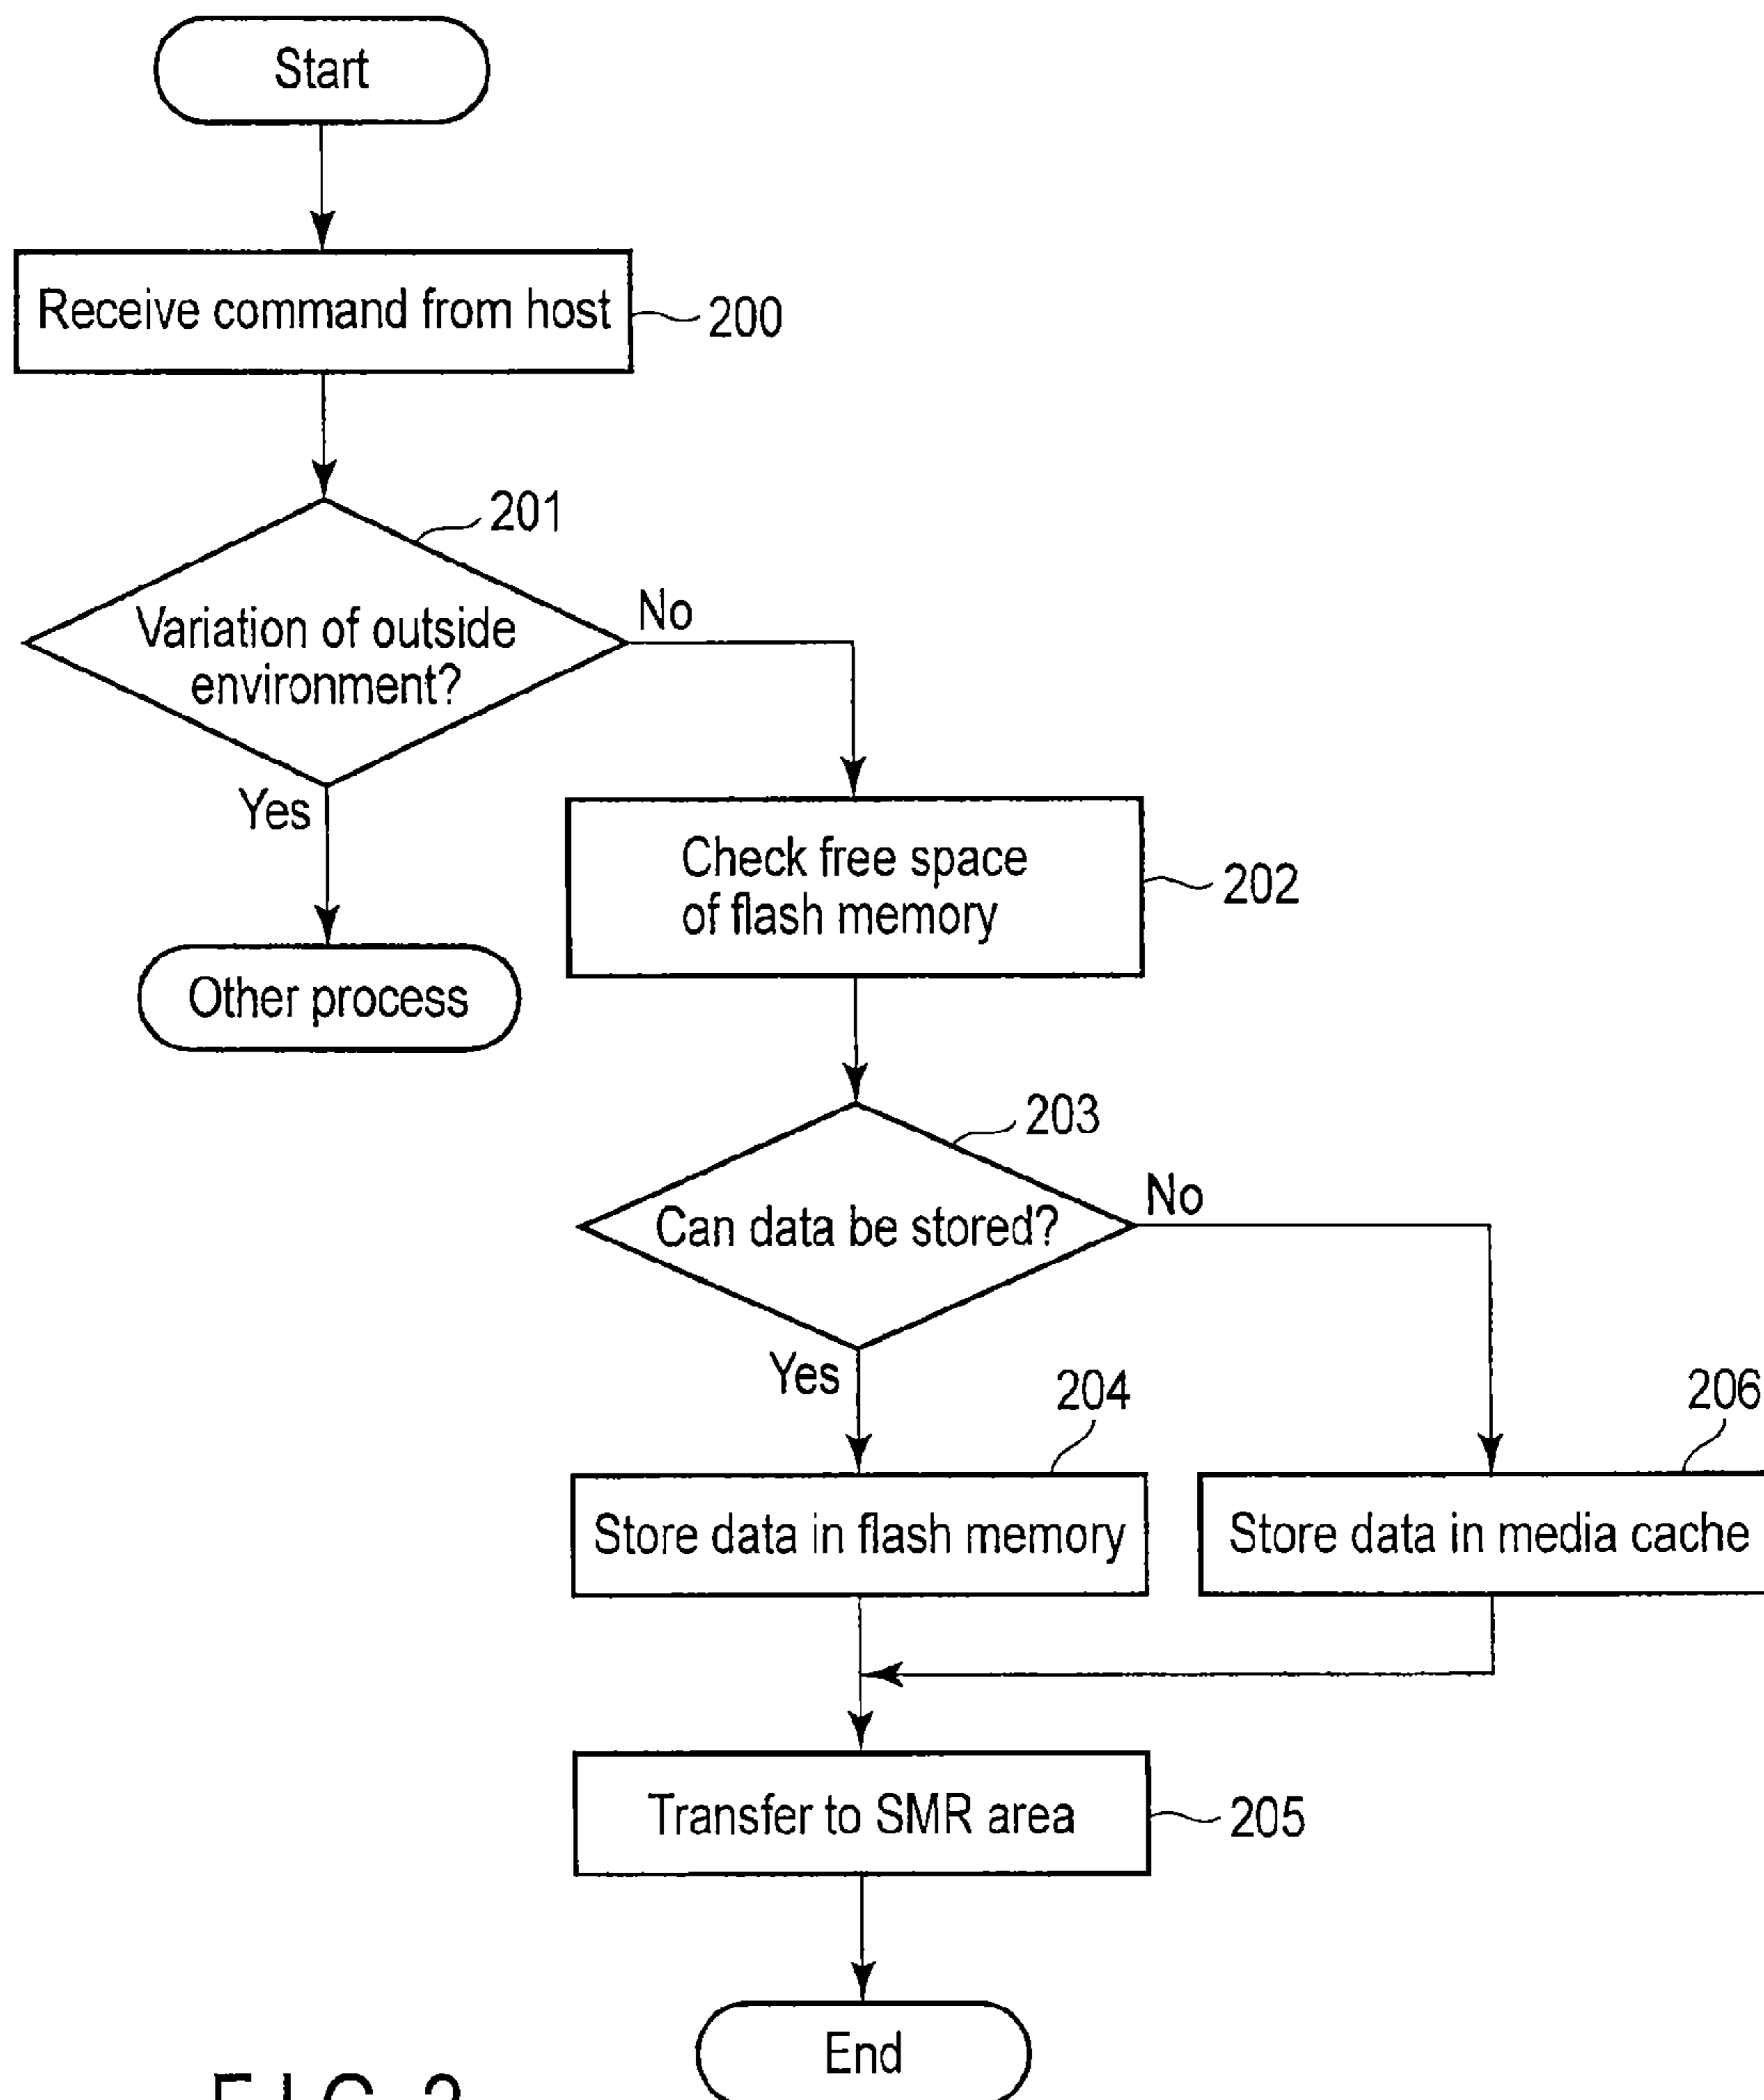 Start
Receive command from host
200
201
Variation of outside
environment?
No
Yes
Other process
Check free space
of flash memory
202
203
Can data be stored?
No
Yes
204
206
Store data in flash memory
Store data in media cache
Transfer to SMR area
205
End